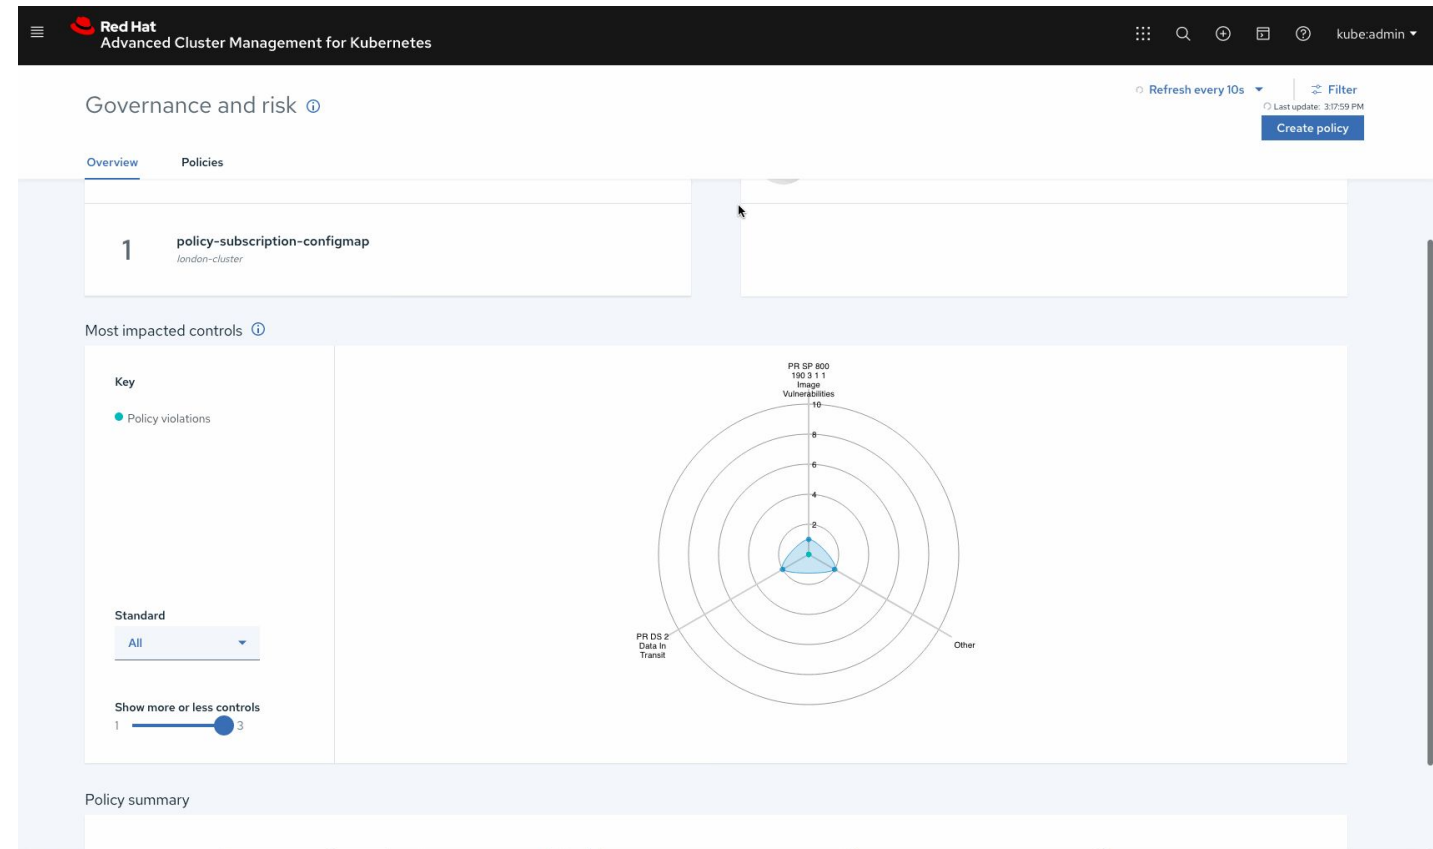 Red Hat
Advanced Cluster Management for Kubernetes
kube:admin
Governance and risk
Refresh every 10s
Filter
Last update: 3:17:59 PM
Create policy
Overview
Policies
1
policy-subscription-configmap
london-cluster
Most impacted controls
Key
Policy violations
PR SP 800
190 3 1 1
Image
Vulnerabilities
10
8
6
4
2
PR DS 2
Data In
Transit
Other
Standard
All
Show more or less controls
1
3
Policy summary